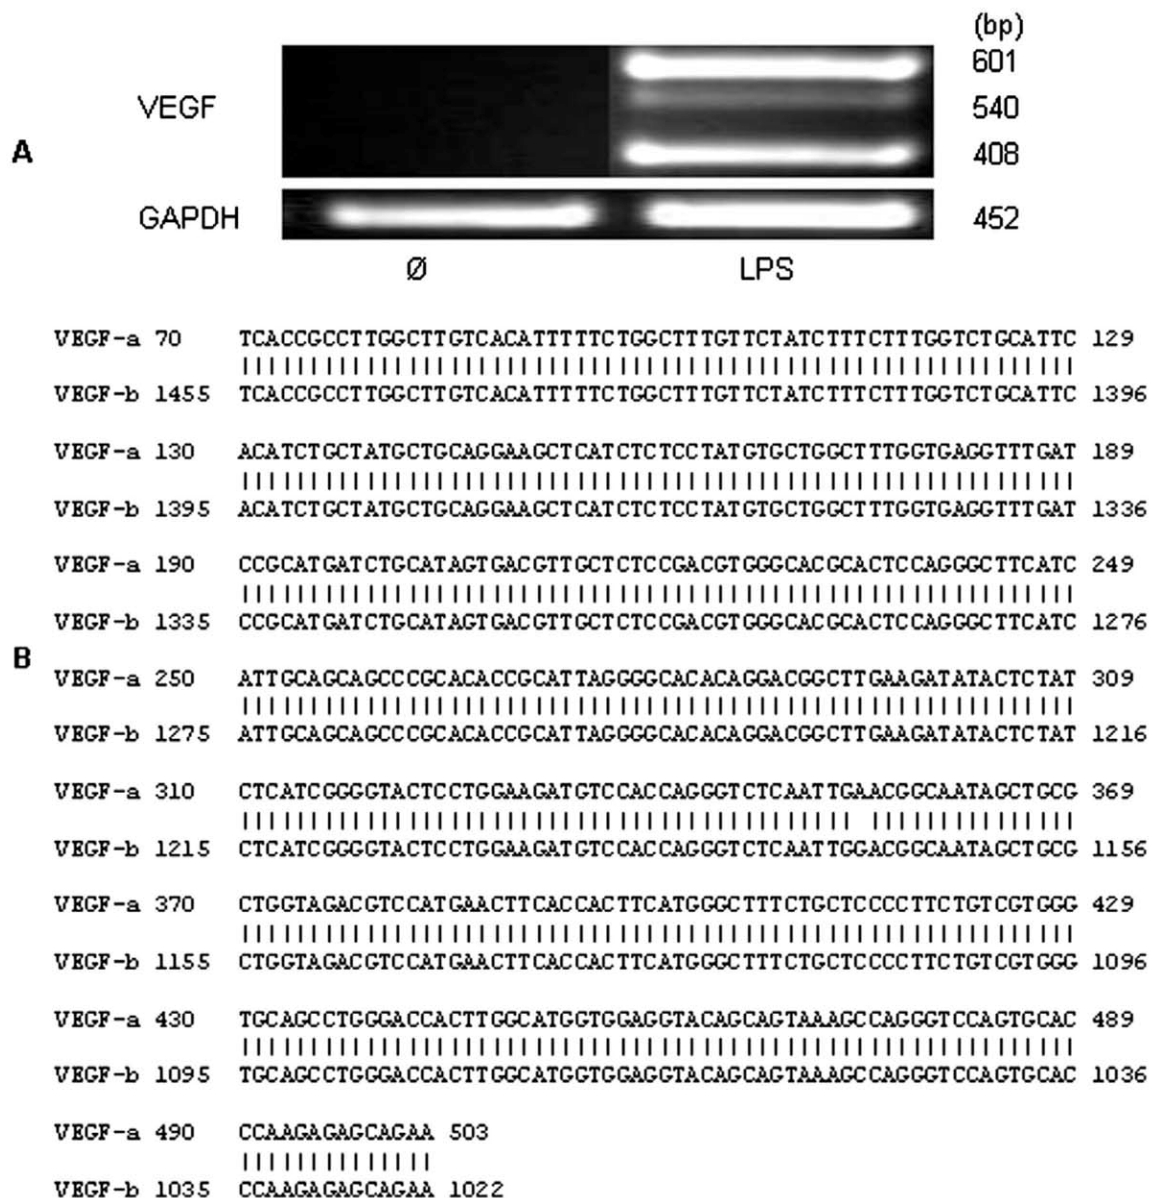 (bp)
601
VEGF
540
A
408
GAPDH
452
Ø LPS
VEGF-a 70 TCACCGCCTTGGCTTGTCACATTTTTCTGGCTTTGTTCTATCTTTCTTTGGTCTGCATTC 129
VEGF-b 1455 TCACCGCCTTGGCTTGTCACATTTTTCTGGCTTTGTTCTATCTTTCTTTGGTCTGCATTC 1396
VEGF-a 130 ACATCTGCTATGCTGCAGGAAGCTCATCTCTCCTATGTGCTGGCTTTGGTGAGGTTTGAT 189
VEGF-b 1395 ACATCTGCTATGCTGCAGGAAGCTCATCTCTCCTATGTGCTGGCTTTGGTGAGGTTTGAT 1336
VEGF-a 190 CCGCATGATCTGCATAGTGACGTTGCTCTCCGACGTGGGCACGCACTCCAGGGCTTCATC 249
VEGF-b 1335 CCGCATGATCTGCATAGTGACGTTGCTCTCCGACGTGGGCACGCACTCCAGGGCTTCATC 1276
B
VEGF-a 250 ATTGCAGCAGCCCGCACACCGCATTAGGGGCACACAGGACGGCTTGAAGATATACTCTAT 309
VEGF-b 1275 ATTGCAGCAGCCCGCACACCGCATTAGGGGCACACAGGACGGCTTGAAGATATACTCTAT 1216
VEGF-a 310 CTCATCGGGGTACTCCTGGAAGATGTCCACCAGGGTCTCAATTGAACGGCAATAGCTGCG 369
VEGF-b 1215 CTCATCGGGGTACTCCTGGAAGATGTCCACCAGGGTCTCAATTGGACGGCAATAGCTGCG 1156
VEGF-a 370 CTGGTAGACGTCCATGAACTTCACCACTTCATGGGCTTTCTGCTCCCCTTCTGTCGTGGG 429
VEGF-b 1155 CTGGTAGACGTCCATGAACTTCACCACTTCATGGGCTTTCTGCTCCCCTTCTGTCGTGGG 1096
VEGF-a 430 TGCAGCCTGGGACCACTTGGCATGGTGGAGGTACAGCAGTAAAGCCAGGGTCCAGTGCAC 489
VEGF-b 1095 TGCAGCCTGGGACCACTTGGCATGGTGGAGGTACAGCAGTAAAGCCAGGGTCCAGTGCAC 1036
VEGF-a 490 CCAAGAGAGCAGAA 503
VEGF-b 1035 CCAAGAGAGCAGAA 1022